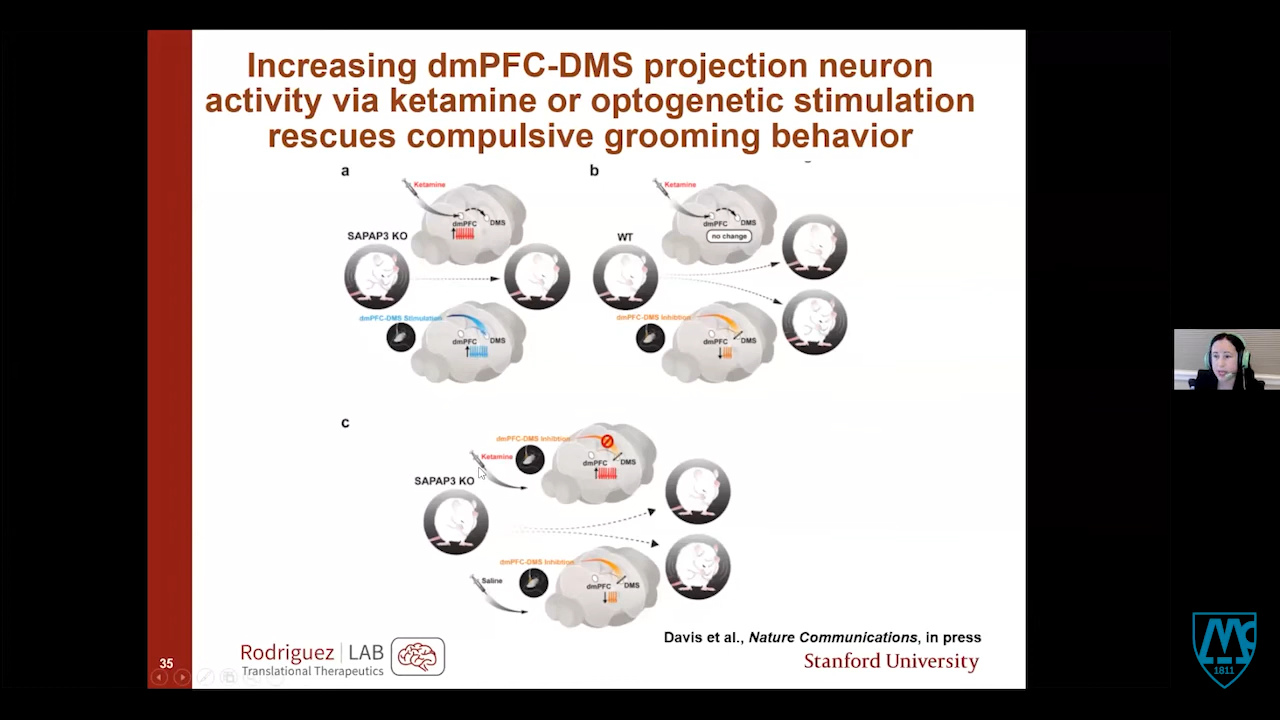 Increasing dmPFC-DMS projection neuron
activity via ketamine or optogenetic stimulation
rescues compulsive grooming behavior
a
Ketamine
dmPFC
DMS
SAPAP3 KO
dmPFC-DMS Stimulation
dmPFC
DMS
b
Ketamine
dmPFC
DMS
no change
WT
dmPFC-DMS Inhibtion
dmPFC
DMS
c
dmPFC-DMS Inhibtion
Ketamine
dmPFC
DMS
SAPAP3 KO
dmPFC-DMS Inhibtion
Saline
dmPFC
DMS
Davis et al., Nature Communications, in press
Rodriguez | LAB
Translational Therapeutics
Stanford University
35
1811